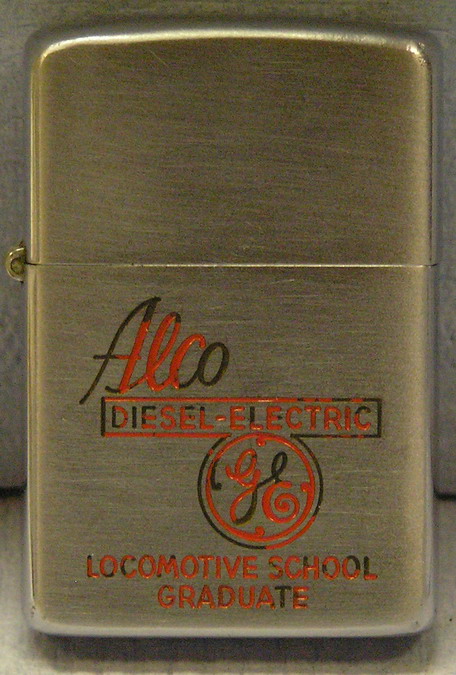 Alco
DIESEL-ELECTRIC
GE
LOCOMOTIVE SCHOOL
GRADUATE